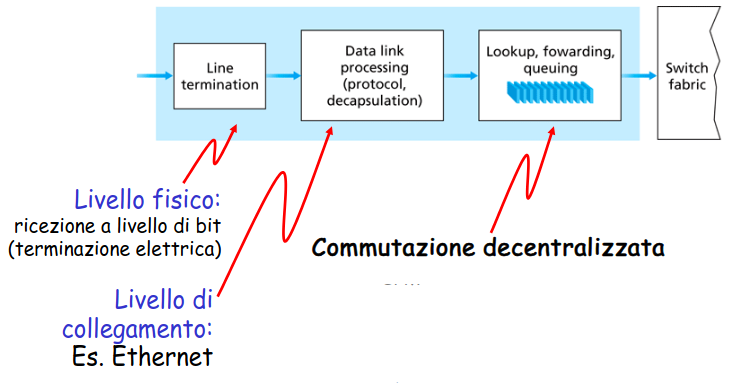 Line
termination
Data link
processing
(protocol,
decapsulation)
Lookup, fowarding,
queuing
Switch
fabric
Livello fisico:
ricezione a livello di bit
(terminazione elettrica)
Commutazione decentralizzata
Livello di
collegamento:
Es. Ethernet